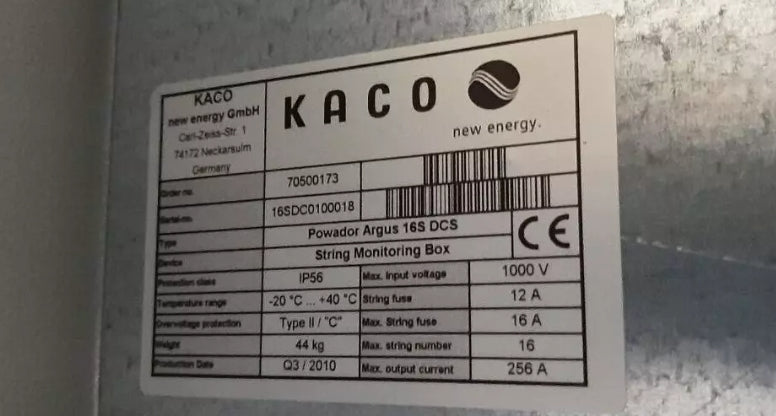 KACO
new energy GmbH
Carl-Zeiss-Str. 1
74172 Neckarsulm
Germany
KACO
new energy.
Order no. 70500173
Serial-no. 16SDC0100018
Type Powador Argus 16S DCS
Device String Monitoring Box
CE
Protection class IP56 Max. input voltage 1000 V
Temperature range -20 °C ... +40 °C String fuse 12 A
Overvoltage protection Type II / "C" Max. String fuse 16 A
Weight 44 kg Max. string number 16
Production Date Q3 / 2010 Max. output current 256 A